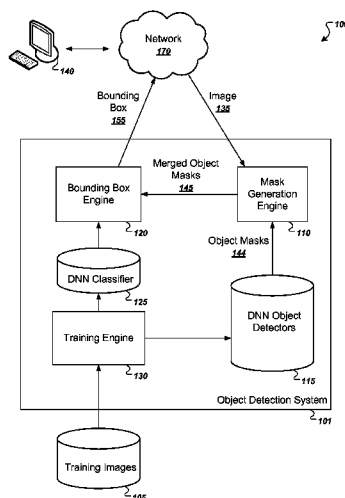 100
Network
170
140
Bounding
Box
155
Image
135
Merged Object
Masks
145
Bounding Box
Engine
120
Mask
Generation
Engine
110
Object Masks
144
DNN Classifier
125
DNN Object
Detectors
115
Training Engine
130
Object Detection System
101
Training Images
105